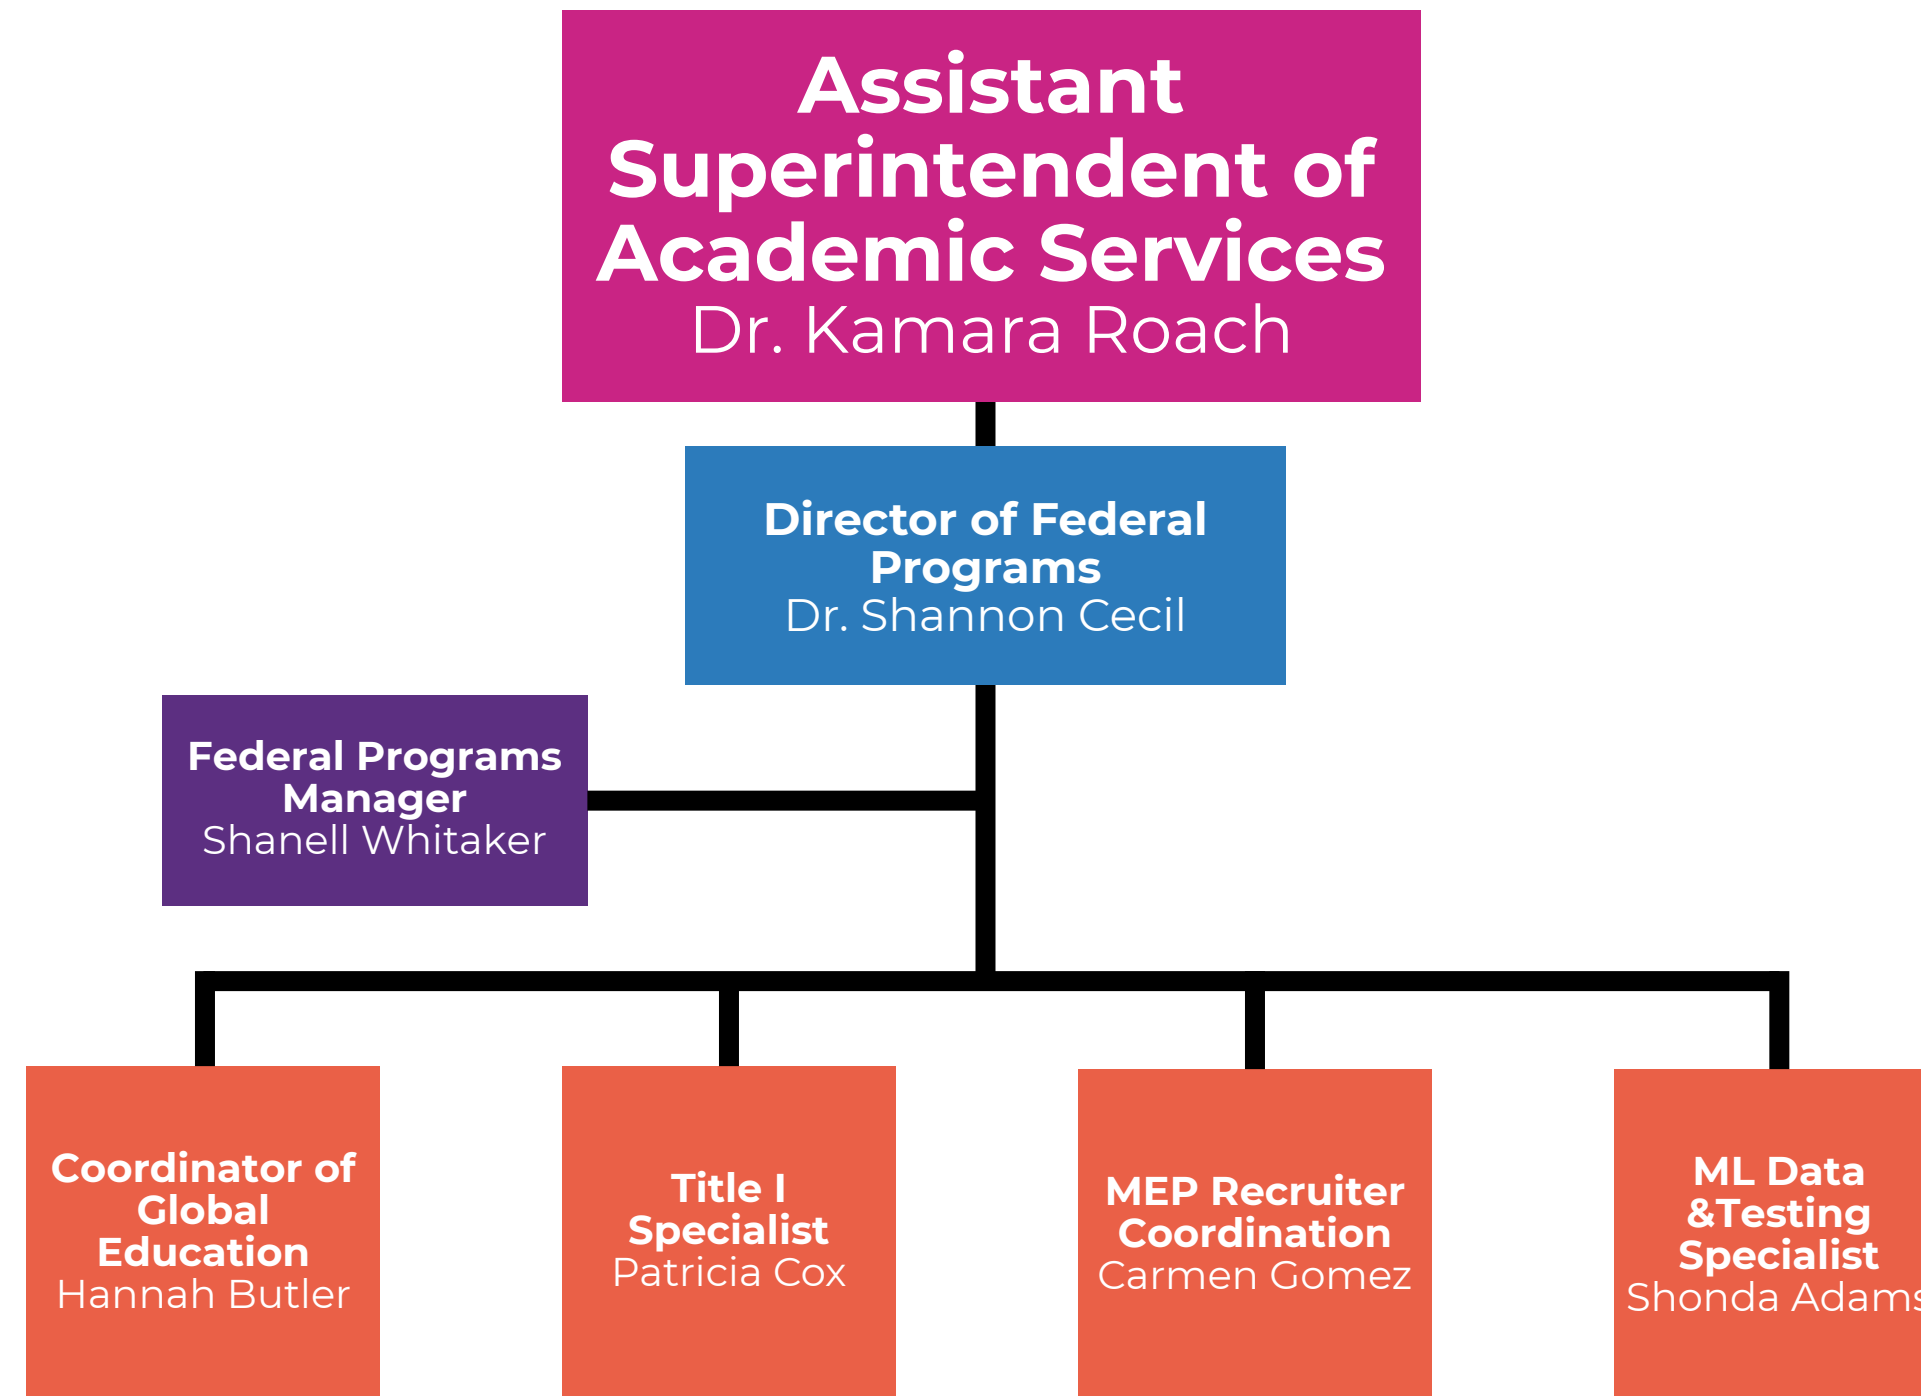 Assistant
Superintendent of
Academic Services
Dr. Kamara Roach
Director of Federal
Programs
Dr. Shannon Cecil
Federal Programs
Manager
Shanell Whitaker
Coordinator of
Global
Education
Hannah Butler
Title I
Specialist
Patricia Cox
MEP Recruiter
Coordination
Carmen Gomez
ML Data
&Testing
Specialist
Shonda Adams